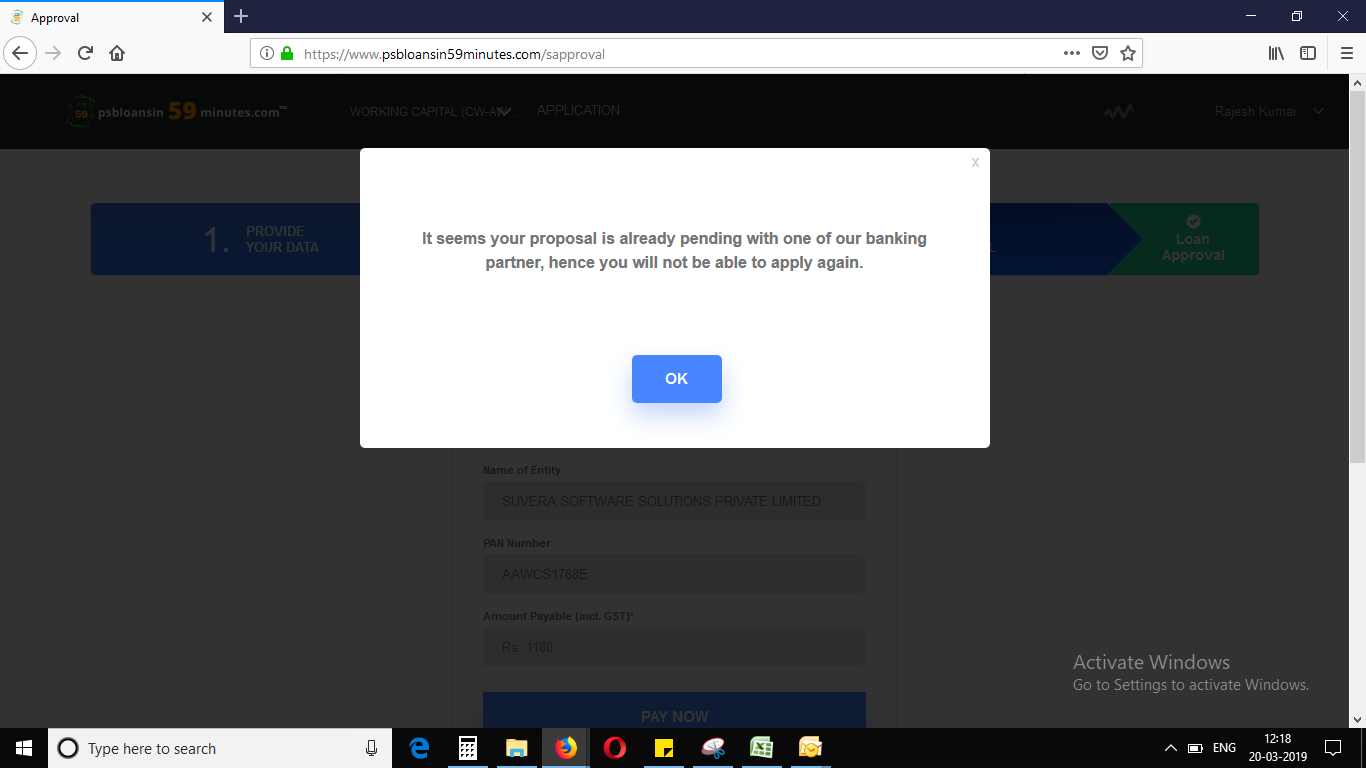 Approval
https://www.psbloansin59minutes.com/sapproval
psbloansin 59 minutes.com™
WORKING CAPITAL (CW-A
APPLICATION
Rajesh Kumar
x
1. PROVIDE
YOUR DATA
Loan
Approval
It seems your proposal is already pending with one of our banking
partner, hence you will not be able to apply again.
OK
Name of Entity
SUVERA SOFTWARE SOLUTIONS PRIVATE LIMITED
PAN Number
AAWCS1768E
Amount Payable (incl. GST)*
Rs. 1180
PAY NOW
Activate Windows
Go to Settings to activate Windows.
Type here to search
ENG
12:18
20-03-2019